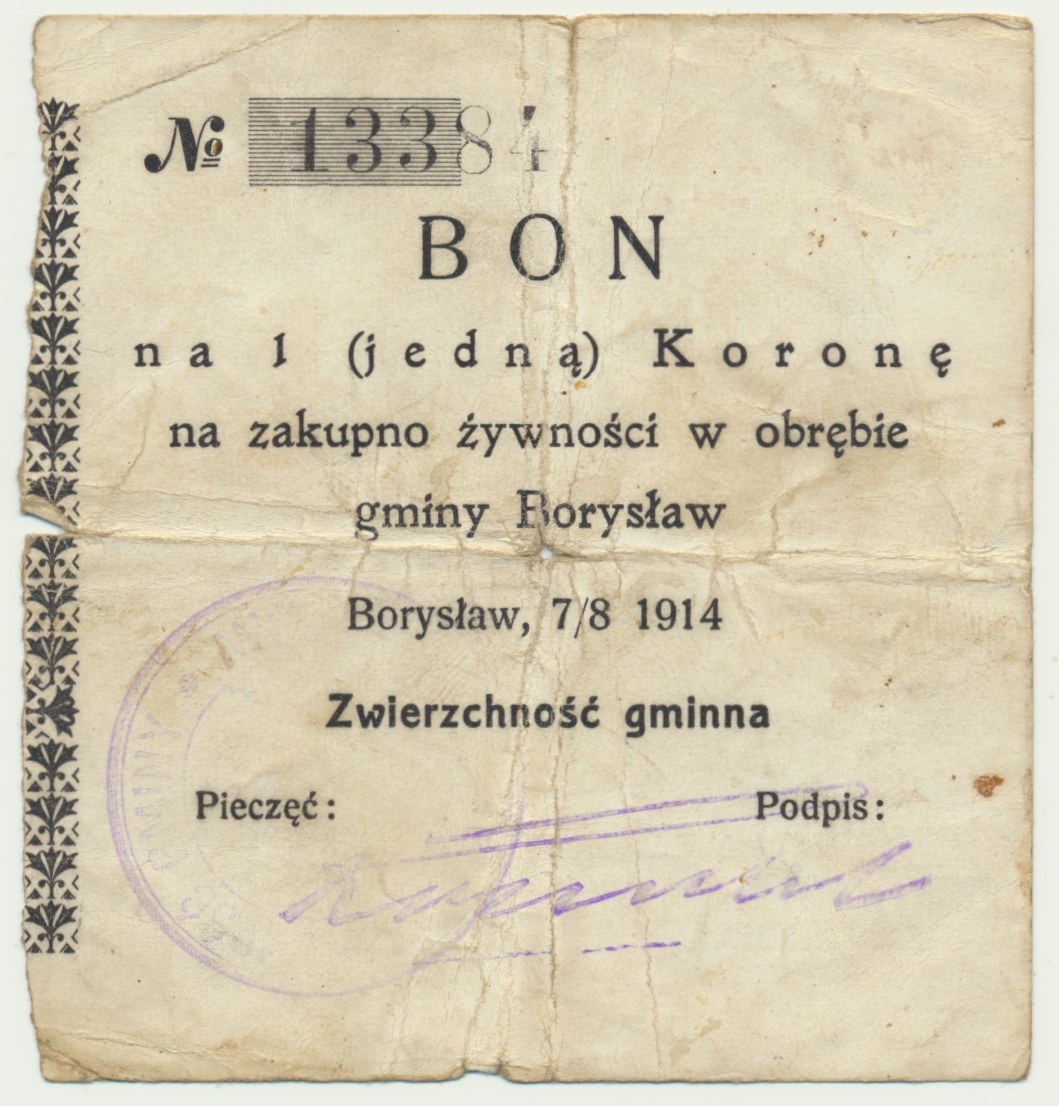 № 13384
BON
na 1 (jedną) Koronę
na zakupno żywności w obrębie
gminy Borysław
Borysław, 7/8 1914
Zwierzchność gminna
Pieczęć: Podpis:
GMINY